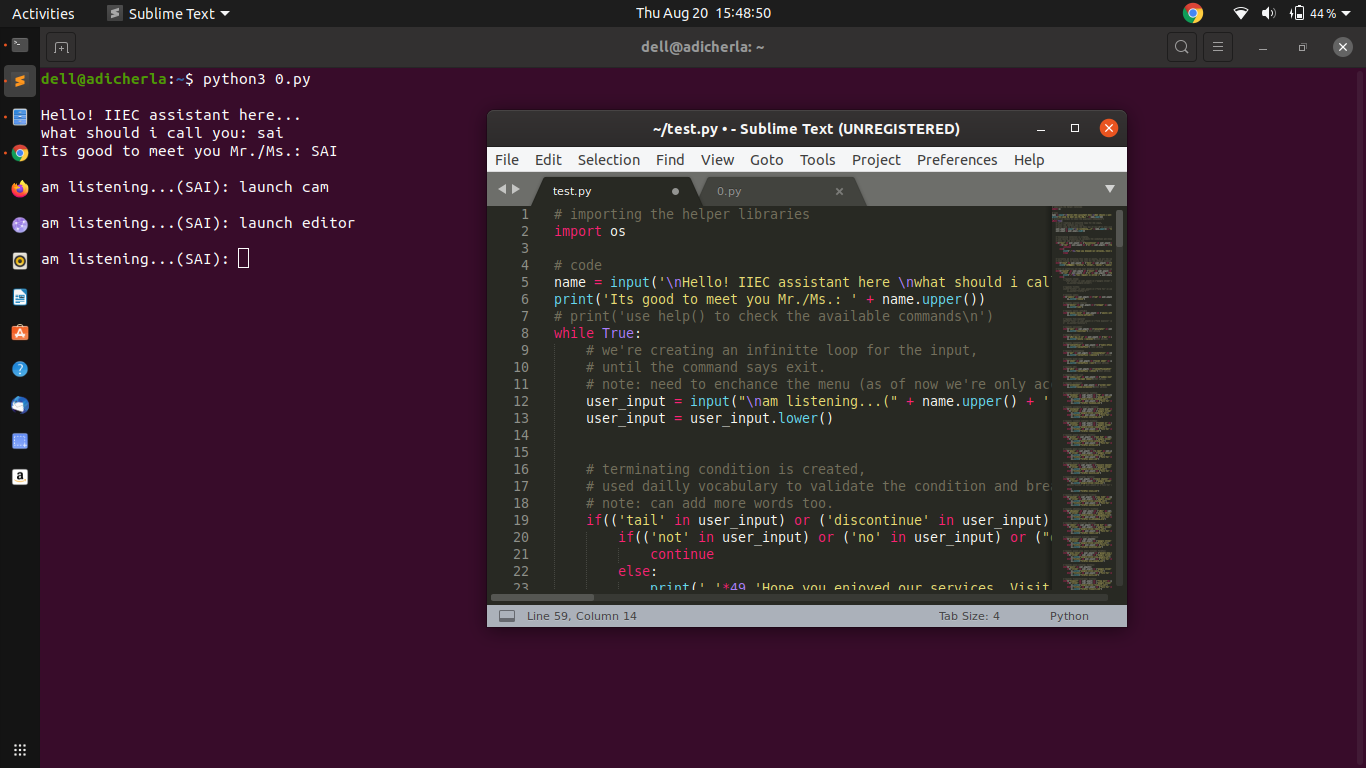 Activities
Sublime Text
Thu Aug 20 15:48:50
44 %
dell@adicherla: ~
dell@adicherla:~$ python3 0.py
Hello! IIEC assistant here...
what should i call you: sai
Its good to meet you Mr./Ms.: SAI
am listening...(SAI): launch cam
am listening...(SAI): launch editor
am listening...(SAI):
~/test.py • - Sublime Text (UNREGISTERED)
File Edit Selection Find View Goto Tools Project Preferences Help
test.py
0.py
1 # importing the helper libraries
2 import os
3
4 # code
5 name = input('\nHello! IIEC assistant here \nwhat should i cal
6 print('Its good to meet you Mr./Ms.: ' + name.upper())
7 # print('use help() to check the available commands\n')
8 while True:
9 # we're creating an infinitte loop for the input,
10 # until the command says exit.
11 # note: need to enchance the menu (as of now we're only ac
12 user_input = input("\nam listening...(" + name.upper() + '
13 user_input = user_input.lower()
14
15
16 # terminating condition is created,
17 # used dailly vocabulary to validate the condition and brea
18 # note: can add more words too.
19 if(('tail' in user_input) or ('discontinue' in user_input)
20 if(('not' in user_input) or ('no' in user_input) or ("
21 continue
22 else:
23 print(' '*49,'Hope you enjoyed our services. Visit
Line 59, Column 14
Tab Size: 4
Python